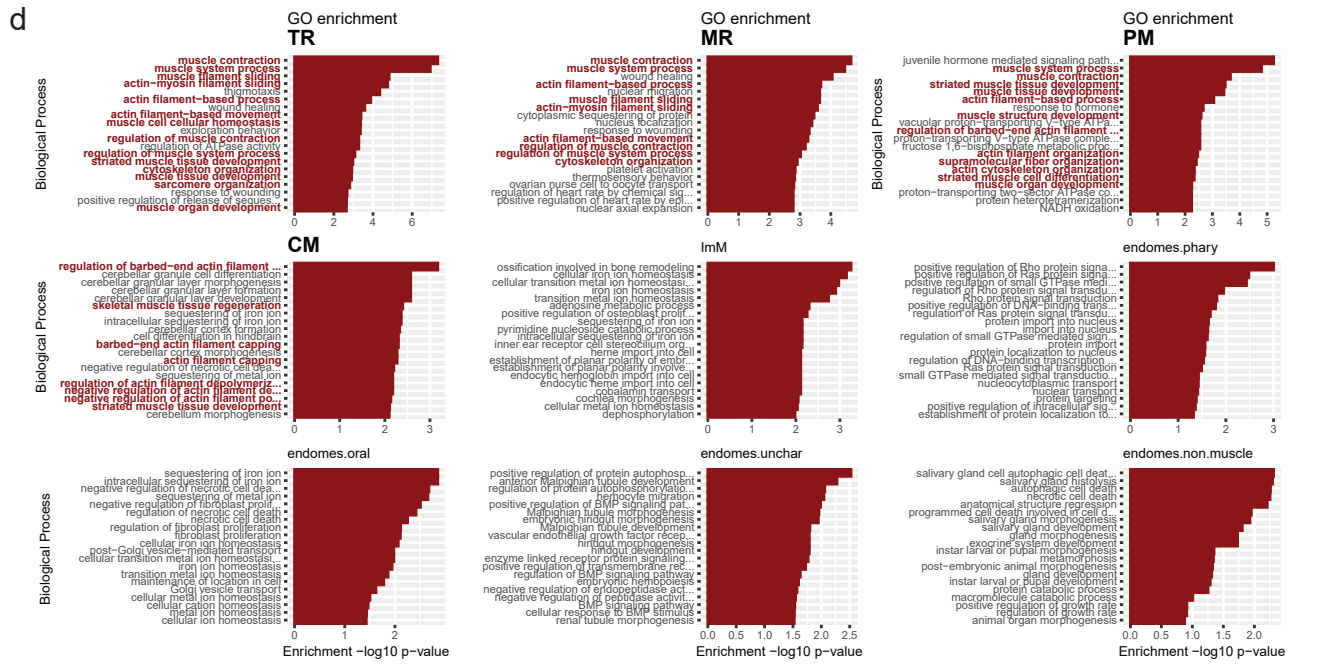 d
GO enrichment
TR
Biological Process
muscle contraction
muscle system process
muscle filament sliding
actin−myosin filament sliding
thigmotaxis
actin filament−based process
wound healing
actin filament−based movement
muscle cell cellular homeostasis
exploration behavior
regulation of muscle contraction
regulation of ATPase activity
regulation of muscle system process
striated muscle tissue development
cytoskeleton organization
muscle tissue development
sarcomere organization
response to wounding
positive regulation of release of seques...
muscle organ development
0 2 4 6
GO enrichment
MR
muscle contraction
muscle system process
wound healing
actin filament−based process
nuclear migration
muscle filament sliding
actin−myosin filament sliding
cytoplasmic sequestering of protein
nucleus localization
response to wounding
actin filament−based movement
regulation of muscle contraction
regulation of muscle system process
cytoskeleton organization
platelet activation
thermosensory behavior
ovarian nurse cell to oocyte transport
regulation of heart rate by chemical sig...
positive regulation of heart rate by epi...
nuclear axial expansion
0 1 2 3 4
GO enrichment
PM
Biological Process
juvenile hormone mediated signaling path...
muscle system process
muscle contraction
striated muscle tissue development
muscle tissue development
actin filament−based process
response to hormone
muscle structure development
vacuolar proton−transporting V−type ATPa...
regulation of barbed−end actin filament ...
proton−transporting V−type ATPase comple...
fructose 1,6−bisphosphate metabolic proc...
actin filament organization
supramolecular fiber organization
actin cytoskeleton organization
striated muscle cell differentiation
muscle organ development
proton−transporting two−sector ATPase co...
protein heterotetramerization
NADH oxidation
0 1 2 3 4 5
CM
Biological Process
regulation of barbed−end actin filament ...
cerebellar granule cell differentiation
cerebellar granular layer morphogenesis
cerebellar granular layer formation
cerebellar granular layer development
skeletal muscle tissue regeneration
sequestering of iron ion
intracellular sequestering of iron ion
cerebellar cortex formation
cell differentiation in hindbrain
barbed−end actin filament capping
cerebellar cortex morphogenesis
actin filament capping
negative regulation of necrotic cell dea...
sequestering of metal ion
regulation of actin filament depolymeriz...
negative regulation of actin filament de...
negative regulation of actin filament po...
striated muscle tissue development
cerebellum morphogenesis
0 1 2 3
ImM
ossification involved in bone remodeling
cellular iron ion homeostasis
cellular transition metal ion homeostasi...
iron ion homeostasis
transition metal ion homeostasis
adenosine metabolic process
positive regulation of osteoblast prolif...
sequestering of iron ion
pyrimidine nucleotide catabolic process
intracellular sequestering of iron ion
inner ear receptor cell stereocilium org...
heme import into cell
establishment of planar polarity of embr...
establishment of planar polarity involve...
endocytic hemoglobin import into cell
endocytic heme import into cell
cobalamin transport
cochlea morphogenesis
cellular metal ion homeostasis
dephosphorylation
0 1 2 3
endomes.phary
Biological Process
positive regulation of Rho protein signa...
positive regulation of Ras protein signa...
positive regulation of small GTPase medi...
regulation of Rho protein signal transdu...
Rho protein signal transduction
positive regulation of DNA−binding trans...
regulation of Ras protein signal transdu...
protein import into nucleus
import into nucleus
regulation of small GTPase mediated sign...
protein import
protein localization to nucleus
regulation of DNA−binding transcription ...
Ras protein signal transduction
small GTPase mediated signal transductio...
nucleocytoplasmic transport
nuclear transport
protein targeting
positive regulation of intracellular sig...
establishment of protein localization to...
0 1 2 3
endomes.oral
Biological Process
sequestering of iron ion
intracellular sequestering of iron ion
negative regulation of necrotic cell dea...
sequestering of metal ion
negative regulation of fibroblast prolif...
regulation of necrotic cell death
necrotic cell death
regulation of fibroblast proliferation
fibroblast proliferation
cellular iron ion homeostasis
post−Golgi vesicle−mediated transport
cellular transition metal ion homeostasi...
iron ion homeostasis
transition metal ion homeostasis
maintenance of location in cell
Golgi vesicle transport
cellular metal ion homeostasis
cellular cation homeostasis
metal ion homeostasis
cellular ion homeostasis
0 1 2
Enrichment −log10 p−value
endomes.unchar
positive regulation of protein autophosp...
anterior Malpighian tubule development
regulation of protein autophosphorylatio...
hemocyte migration
positive regulation of BMP signaling pat...
Malpighian tubule morphogenesis
embryonic hindgut morphogenesis
Malpighian tubule development
vascular endothelial growth factor recep...
hindgut morphogenesis
hindgut development
enzyme linked receptor protein signaling...
positive regulation of transmembrane rec...
regulation of BMP signaling pathway
embryonic hemopoiesis
negative regulation of endopeptidase act...
negative regulation of peptidase activit...
BMP signaling pathway
cellular response to BMP stimulus
renal tubule morphogenesis
0.0 0.5 1.0 1.5 2.0 2.5
Enrichment −log10 p−value
endomes.non.muscle
salivary gland cell autophagic cell deat...
salivary gland histolysis
autophagic cell death
necrotic cell death
anatomical structure regression
programmed cell death involved in cell d...
salivary gland morphogenesis
salivary gland development
gland morphogenesis
exocrine system development
instar larval or pupal morphogenesis
metamorphosis
post−embryonic animal morphogenesis
gland development
instar larval or pupal development
protein catabolic process
macromolecule catabolic process
positive regulation of growth rate
regulation of growth rate
animal organ morphogenesis
0.0 0.5 1.0 1.5 2.0
Enrichment −log10 p−value